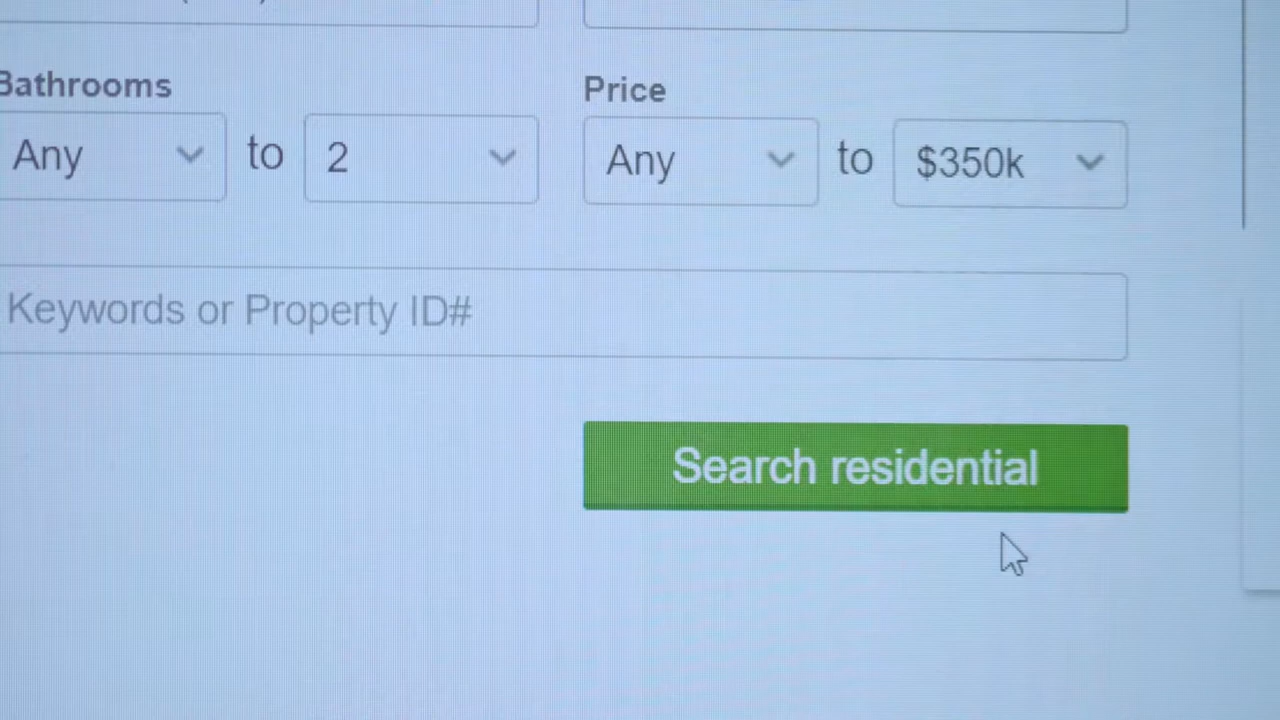 Bathrooms
Price
Any to 2
Any to $350k
Keywords or Property ID#
Search residential